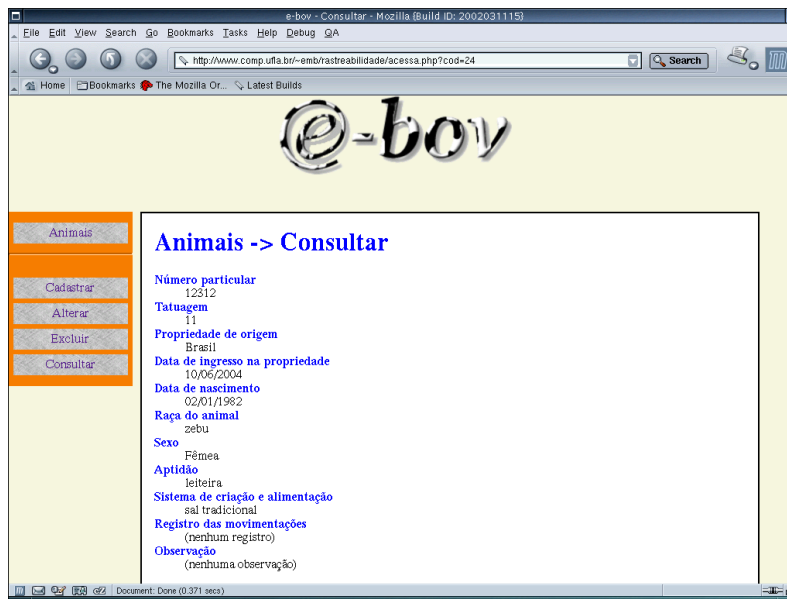 e-bov - Consultar - Mozilla {Build ID: 2002031115}
File Edit View Search Go Bookmarks Tasks Help Debug QA
http://www.comp.ufla.br/~emb/rastreabilidade/acessa.php?cod=24 Search
Home Bookmarks The Mozilla Or... Latest Builds
e-bov
Animais
Cadastrar
Alterar
Excluir
Consultar
Animais -> Consultar
Número particular
12312
Tatuagem
11
Propriedade de origem
Brasil
Data de ingresso na propriedade
10/06/2004
Data de nascimento
02/01/1982
Raça do animal
zebu
Sexo
Fêmea
Aptidão
leiteira
Sistema de criação e alimentação
sal tradicional
Registro das movimentações
(nenhum registro)
Observação
(nenhuma observação)
Document: Done (0.371 secs)